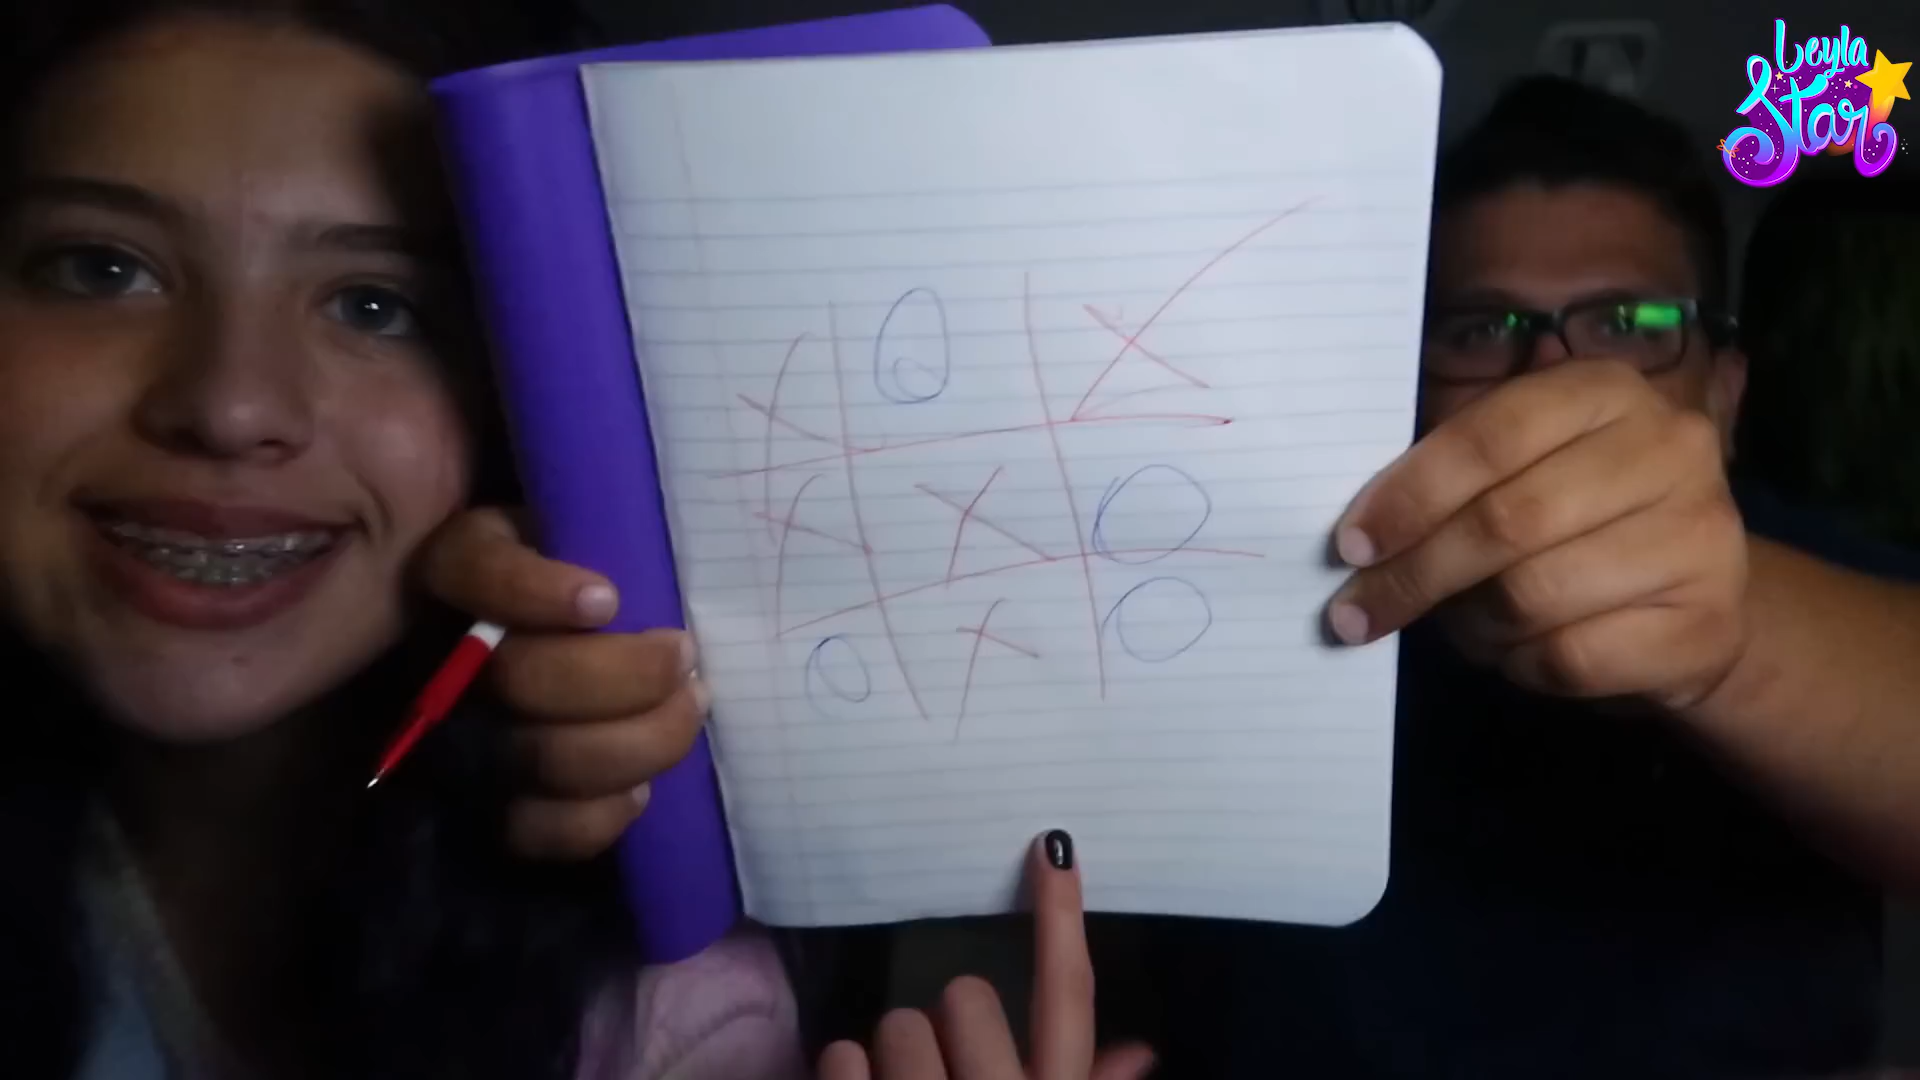 Leyla
Star
X O X
X X O
O X O